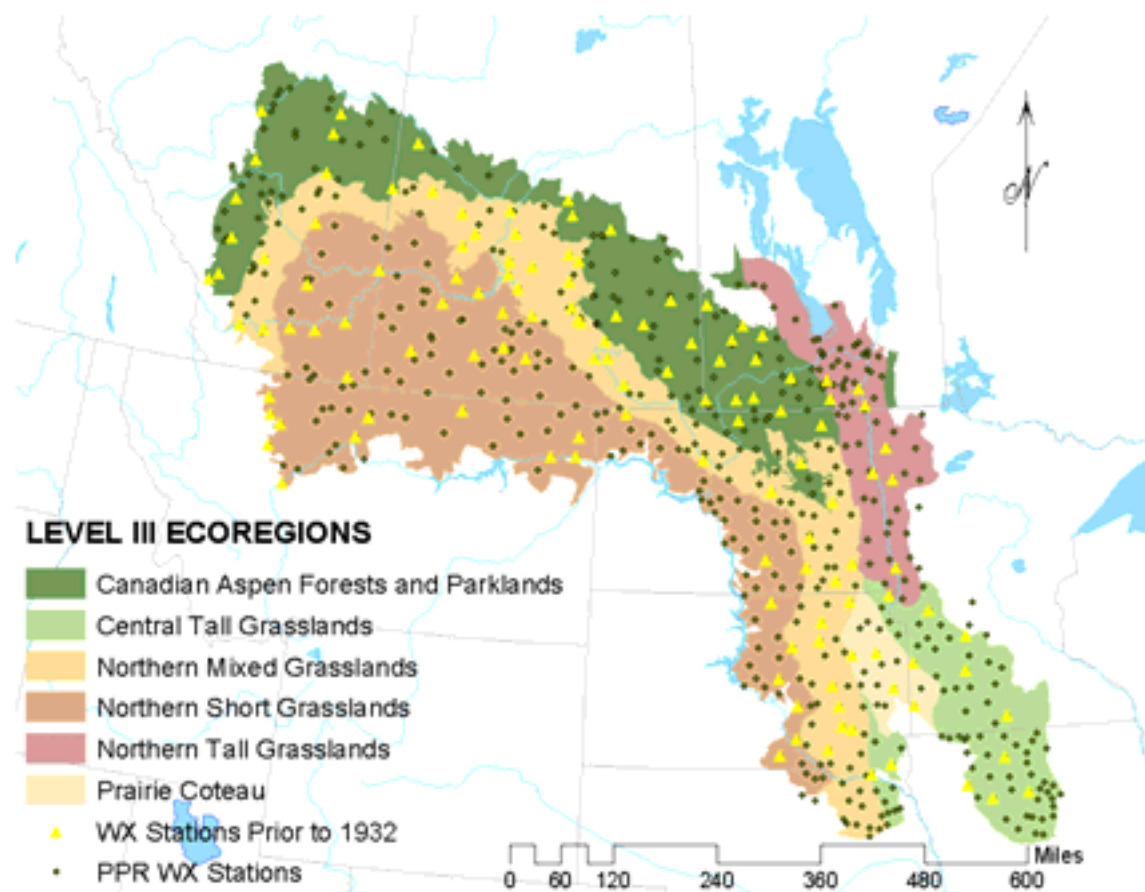 N
LEVEL III ECOREGIONS
Canadian Aspen Forests and Parklands
Central Tall Grasslands
Northern Mixed Grasslands
Northern Short Grasslands
Northern Tall Grasslands
Prairie Coteau
WX Stations Prior to 1932
PPR WX Stations
Miles
0 60 120 240 360 480 600